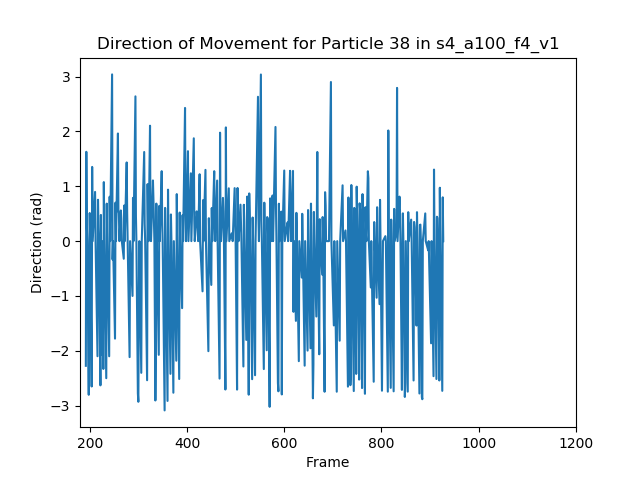 Direction of Movement for Particle 38 in s4_a100_f4_v1
3
2
1
0
−1
−2
−3
Direction (rad)
200 400 600 800 1000 1200
Frame